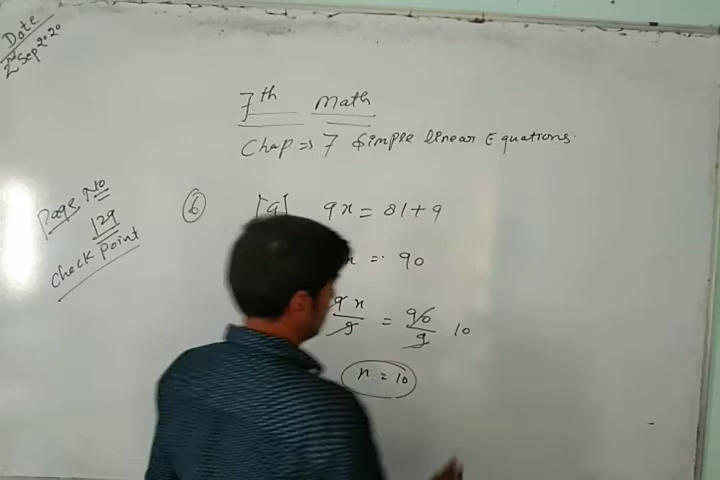 Date
2nd Sep 2020
7th Math
Chap => 7 Simple linear Equations.
Page No
129
Check Point
(6) [a] 9x = 81+9
x = 90
9x/9 = 90/9 10
x = 10